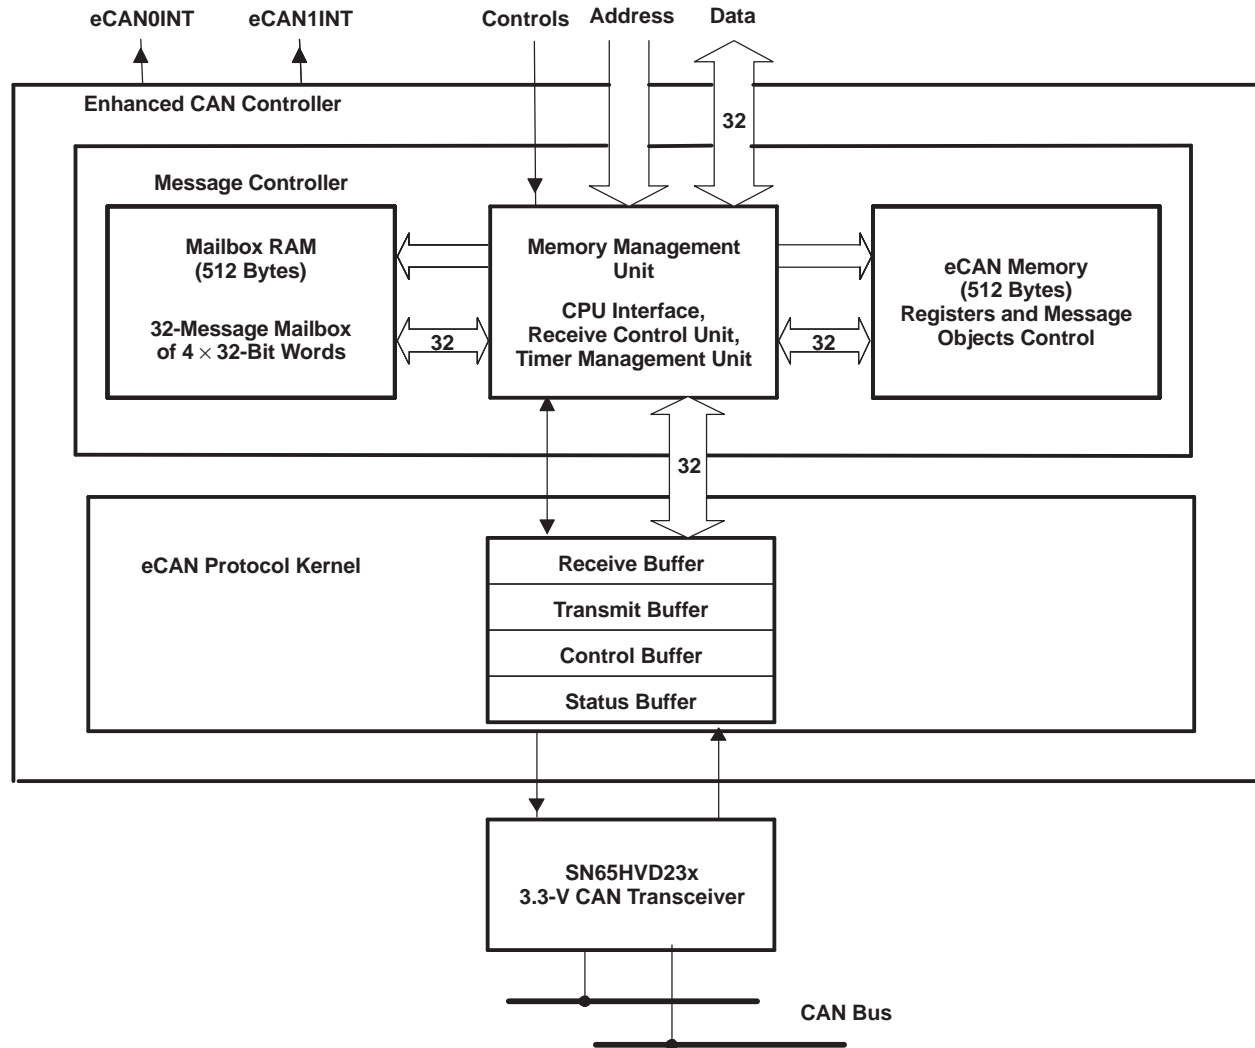 eCAN0INT
eCAN1INT
Controls
Address
Data
Enhanced CAN Controller
32
Message Controller
Mailbox RAM
(512 Bytes)
32-Message Mailbox
of 4 × 32-Bit Words
32
Memory Management
Unit
CPU Interface,
Receive Control Unit,
Timer Management Unit
32
eCAN Memory
(512 Bytes)
Registers and Message
Objects Control
32
eCAN Protocol Kernel
Receive Buffer
Transmit Buffer
Control Buffer
Status Buffer
SN65HVD23x
3.3-V CAN Transceiver
CAN Bus